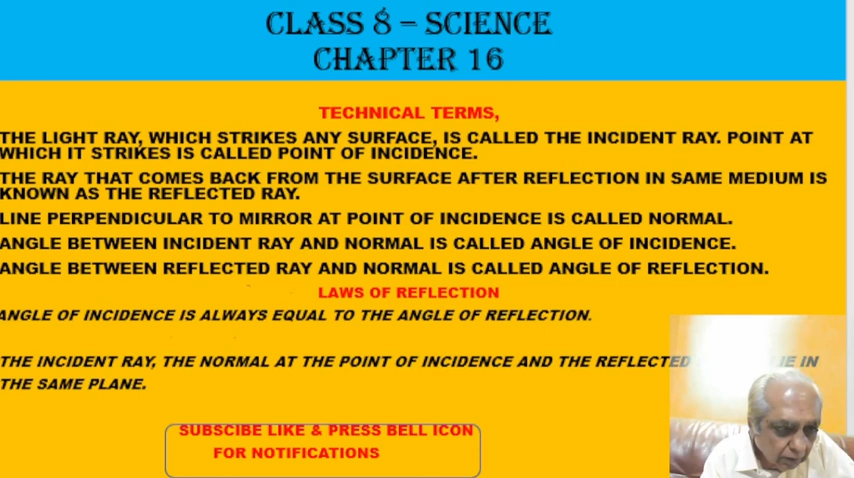 CLASS 8 – SCIENCE
CHAPTER 16
TECHNICAL TERMS,
THE LIGHT RAY, WHICH STRIKES ANY SURFACE, IS CALLED THE INCIDENT RAY. POINT AT
WHICH IT STRIKES IS CALLED POINT OF INCIDENCE.
THE RAY THAT COMES BACK FROM THE SURFACE AFTER REFLECTION IN SAME MEDIUM IS
KNOWN AS THE REFLECTED RAY.
LINE PERPENDICULAR TO MIRROR AT POINT OF INCIDENCE IS CALLED NORMAL.
ANGLE BETWEEN INCIDENT RAY AND NORMAL IS CALLED ANGLE OF INCIDENCE.
ANGLE BETWEEN REFLECTED RAY AND NORMAL IS CALLED ANGLE OF REFLECTION.
LAWS OF REFLECTION
ANGLE OF INCIDENCE IS ALWAYS EQUAL TO THE ANGLE OF REFLECTION.
THE INCIDENT RAY, THE NORMAL AT THE POINT OF INCIDENCE AND THE REFLECTED IN
THE SAME PLANE.
SUBSCIBE LIKE & PRESS BELL ICON
FOR NOTIFICATIONS